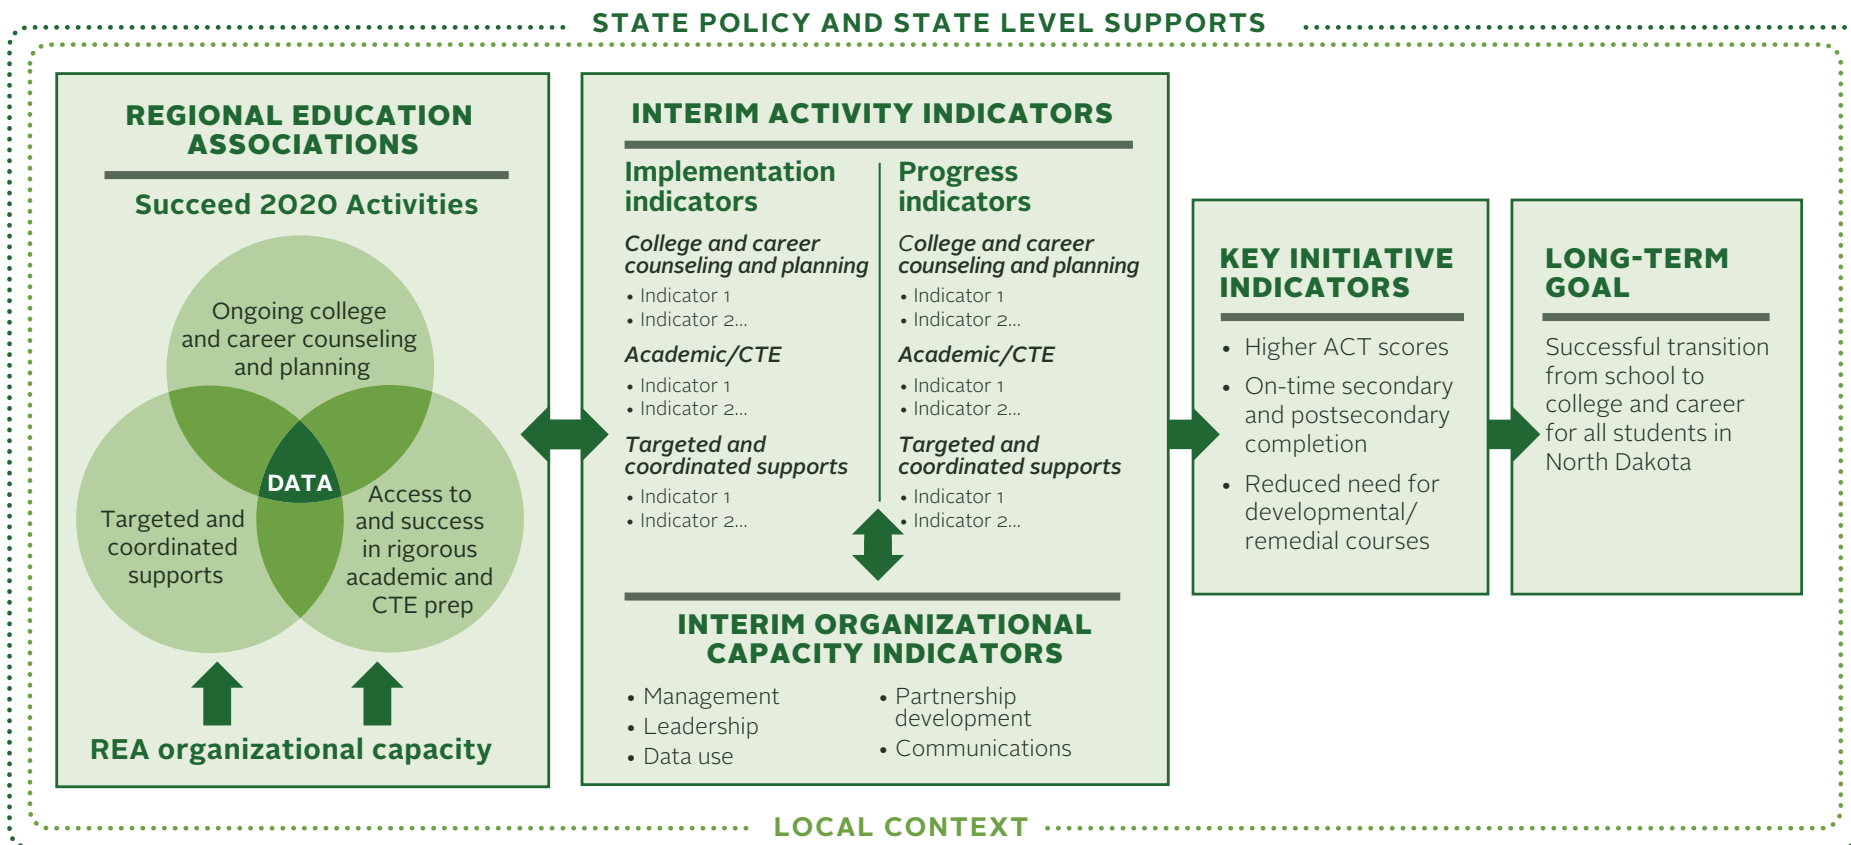 STATE POLICY AND STATE LEVEL SUPPORTS
REGIONAL EDUCATION
ASSOCIATIONS
Succeed 2020 Activities
Ongoing college
and career counseling
and planning
DATA
Targeted and
coordinated
supports
Access to
and success
in rigorous
academic and
CTE prep
REA organizational capacity
INTERIM ACTIVITY INDICATORS
Implementation
indicators
College and career
counseling and planning
• Indicator 1
• Indicator 2...
Academic/CTE
• Indicator 1
• Indicator 2...
Targeted and
coordinated supports
• Indicator 1
• Indicator 2...
Progress
indicators
College and career
counseling and planning
• Indicator 1
• Indicator 2...
Academic/CTE
• Indicator 1
• Indicator 2...
Targeted and
coordinated supports
• Indicator 1
• Indicator 2...
INTERIM ORGANIZATIONAL
CAPACITY INDICATORS
• Management
• Leadership
• Data use
• Partnership
development
• Communications
KEY INITIATIVE
INDICATORS
• Higher ACT scores
• On-time secondary
and postsecondary
completion
• Reduced need for
developmental/
remedial courses
LONG-TERM
GOAL
Successful transition
from school to
college and career
for all students in
North Dakota
LOCAL CONTEXT